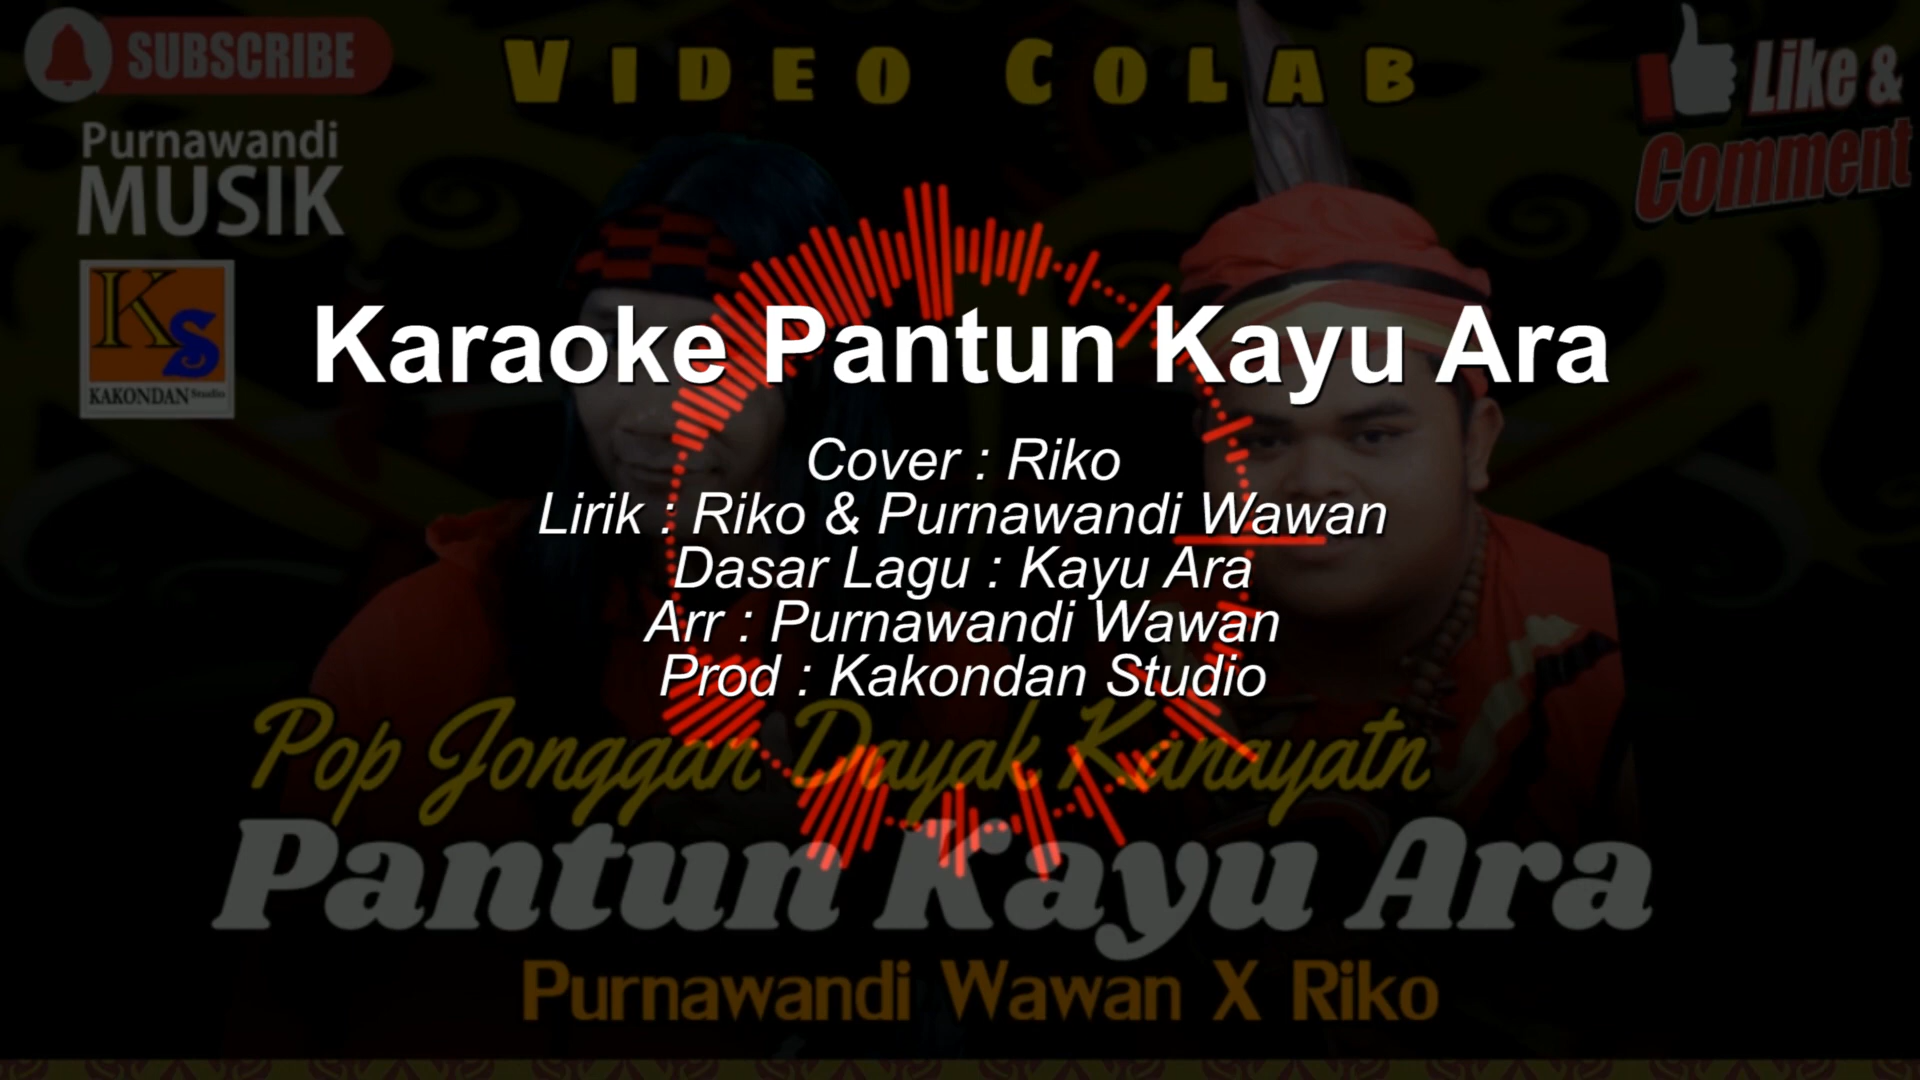 SUBSCRIBE
VIDEO COLAB
Like &
Comment
Purnawandi
MUSIK
KS
KAKONDAN Studio
Karaoke Pantun Kayu Ara
Cover : Riko
Lirik : Riko & Purnawandi Wawan
Dasar Lagu : Kayu Ara
Arr : Purnawandi Wawan
Prod : Kakondan Studio
Pop Jonggan Dayak Kanayatn
Pantun Kayu Ara
Purnawandi Wawan X Riko